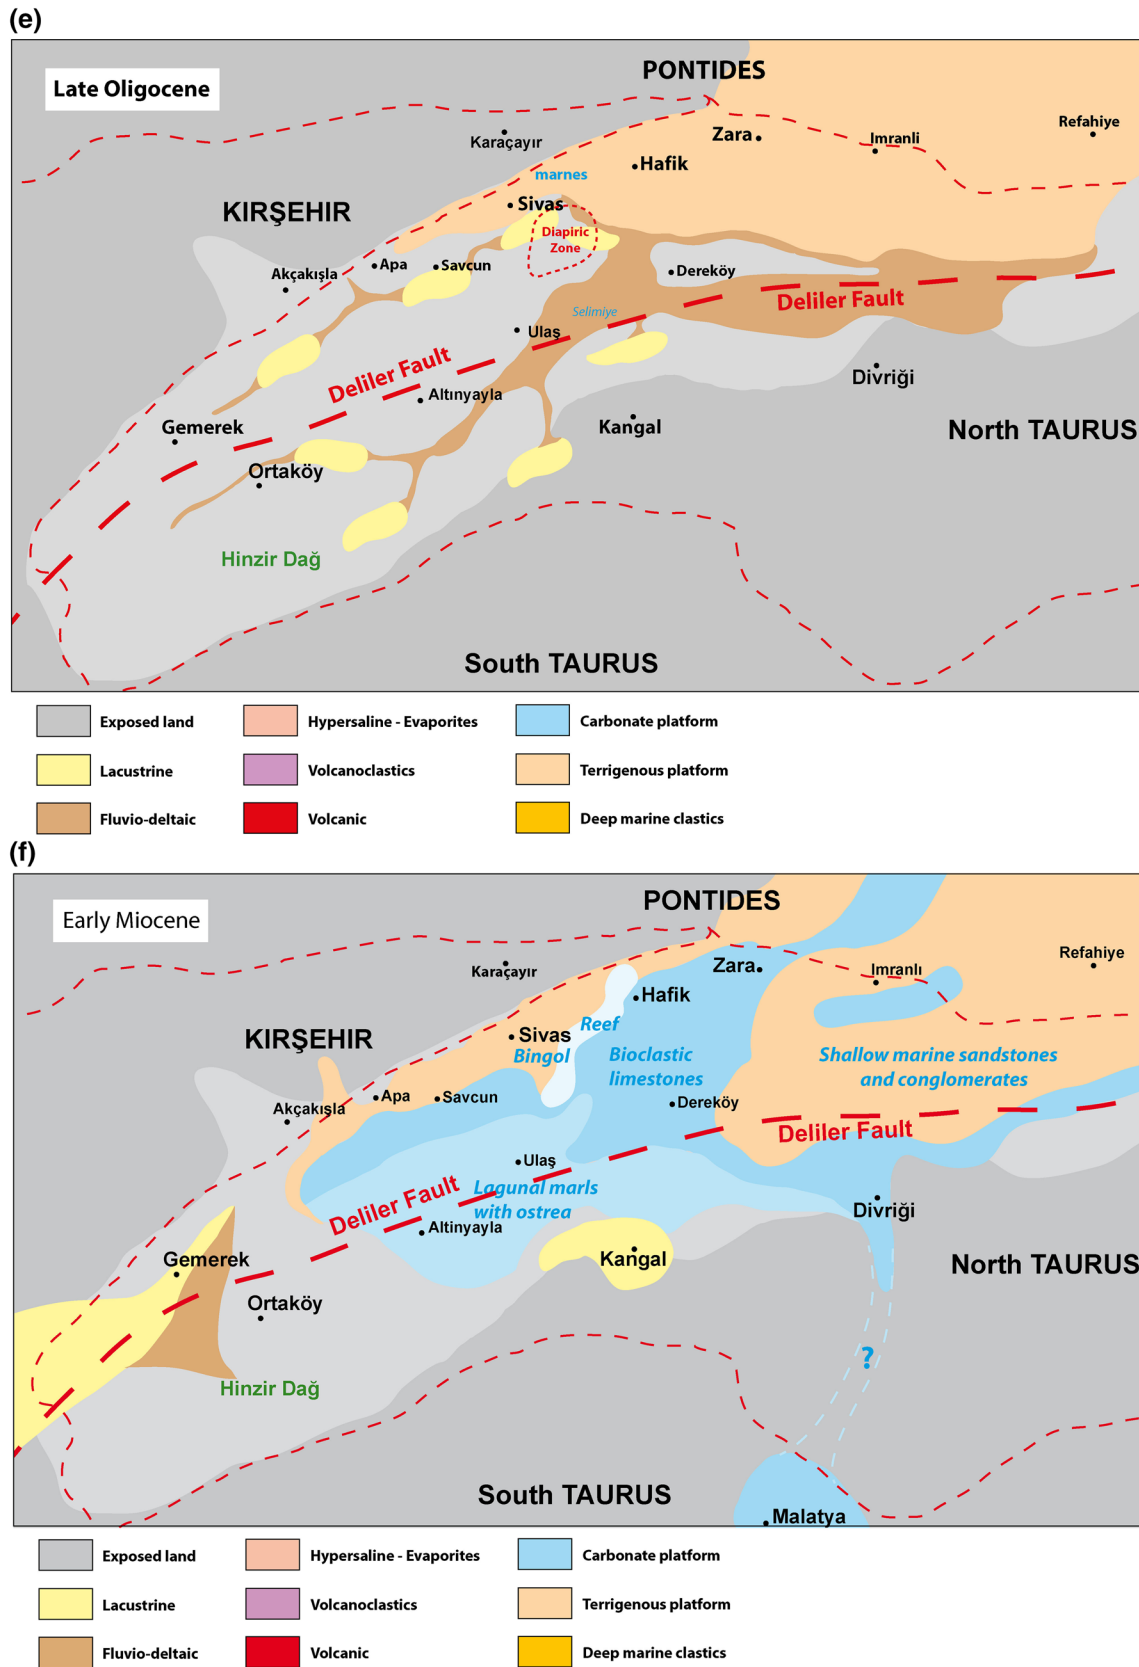 (e)
Late Oligocene
PONTIDES
Refahiye
Zara
Imranli
Karaçayır
Hafik
marnes
Sivas
KIRŞEHIR
Diapiric
Zone
Apa
Savcun
Dereköy
Akçakışla
Deliler Fault
Selimiye
Ulaş
Deliler Fault
Divriği
Altınyayla
Gemerek
Kangal
North TAURUS
Ortaköy
Hinzir Dağ
South TAURUS
Exposed land
Hypersaline - Evaporites
Carbonate platform
Lacustrine
Volcanoclastics
Terrigenous platform
Fluvio-deltaic
Volcanic
Deep marine clastics
(f)
Early Miocene
PONTIDES
Refahiye
Zara
Imranlı
Karaçayır
Hafik
Reef
Sivas
KIRŞEHIR
Bingol
Bioclastic
limestones
Shallow marine sandstones
and conglomerates
Apa
Savcun
Dereköy
Akçakışla
Deliler Fault
Ulaş
Lagunal marls
with ostrea
Deliler Fault
Divriği
Altinyayla
Gemerek
Kangal
North TAURUS
Ortaköy
?
Hinzir Dağ
South TAURUS
Malatya
Exposed land
Hypersaline - Evaporites
Carbonate platform
Lacustrine
Volcanoclastics
Terrigenous platform
Fluvio-deltaic
Volcanic
Deep marine clastics